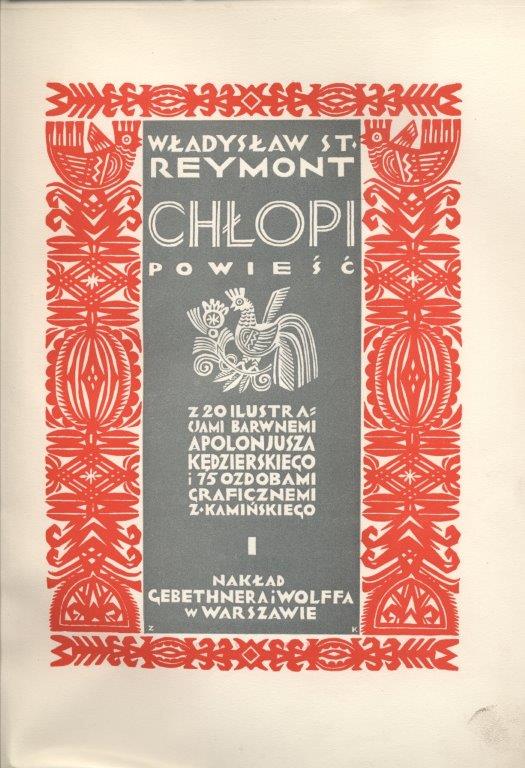 WŁADYSŁAW ST.
REYMONT
CHŁOPI
POWIEŚĆ
Z 20 ILUSTRA=
CJAMI BARWNEMI
APOLONJUSZA
KĘDZIERSKIEGO
i 75 OZDOBAMI
GRAFICZNEMI
Z·KAMIŃSKIEGO
I
NAKŁAD
GEBETHNERA i WOLFFA
W WARSZAWIE
Z K